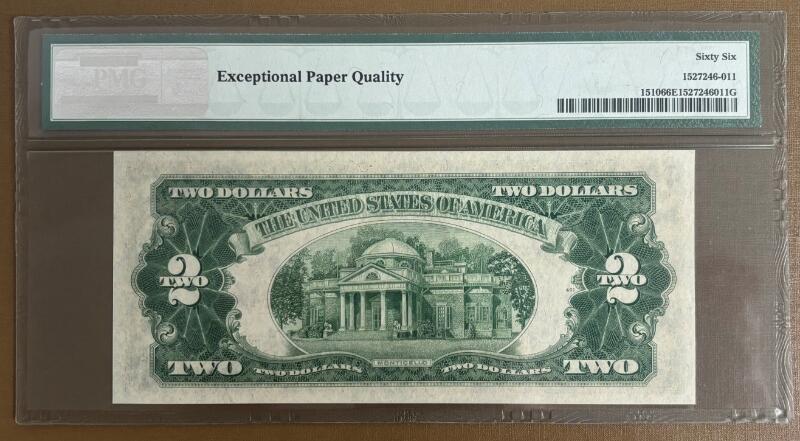 PMG
Exceptional Paper Quality
Sixty Six
1527246-011
151066E1527246011G
TWO DOLLARS
TWO DOLLARS
THE UNITED STATES OF AMERICA
2
TWO
2
TWO
MONTICELLO
TWO
TWO DOLLARS
TWO DOLLARS
TWO